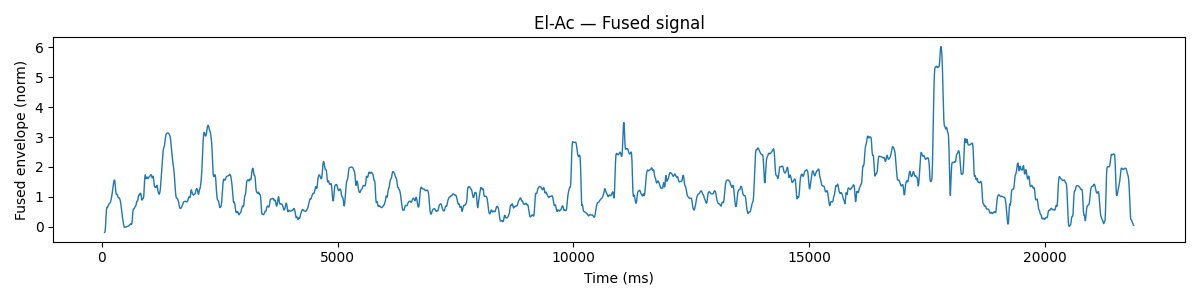 El-Ac — Fused signal
Fused envelope (norm)
6
5
4
3
2
1
0
0 5000 10000 15000 20000
Time (ms)